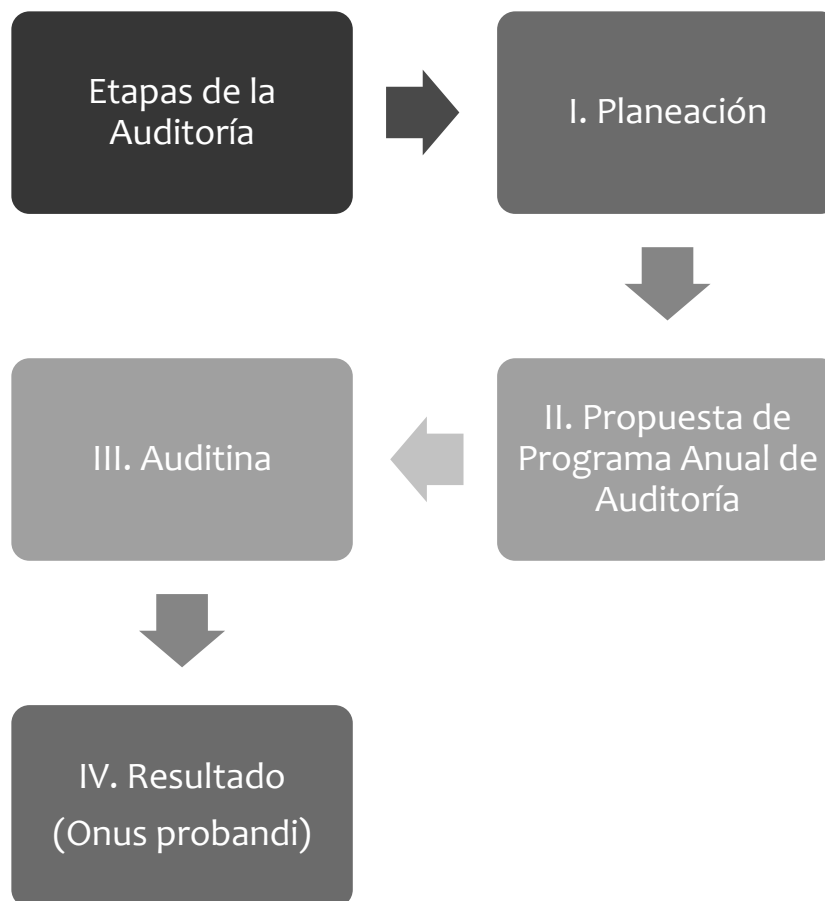 Etapas de la
Auditoría
I. Planeación
II. Propuesta de
Programa Anual de
Auditoría
III. Auditina
IV. Resultado
(Onus probandi)